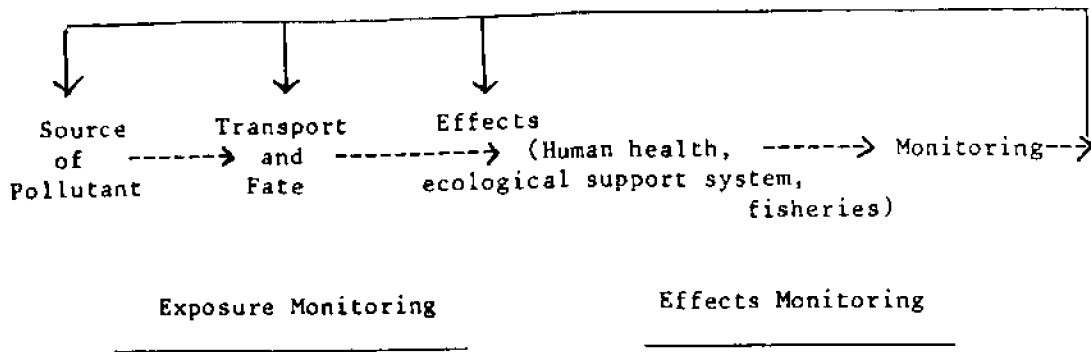 Source
of
Pollutant
Transport
and
Fate
Effects
(Human health,
ecological support system,
fisheries)
Monitoring
Exposure Monitoring
Effects Monitoring